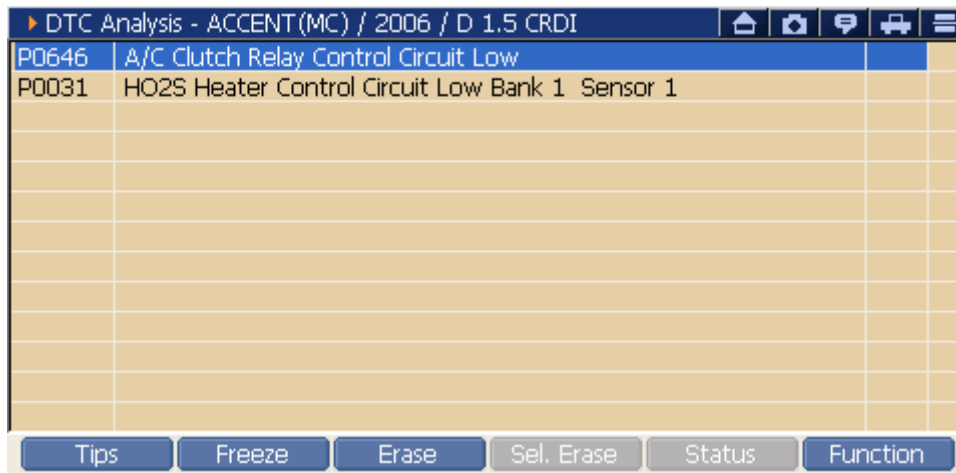 DTC Analysis - ACCENT(MC) / 2006 / D 1.5 CRDI
P0646 A/C Clutch Relay Control Circuit Low
P0031 HO2S Heater Control Circuit Low Bank 1 Sensor 1
Tips Freeze Erase Sel. Erase Status Function